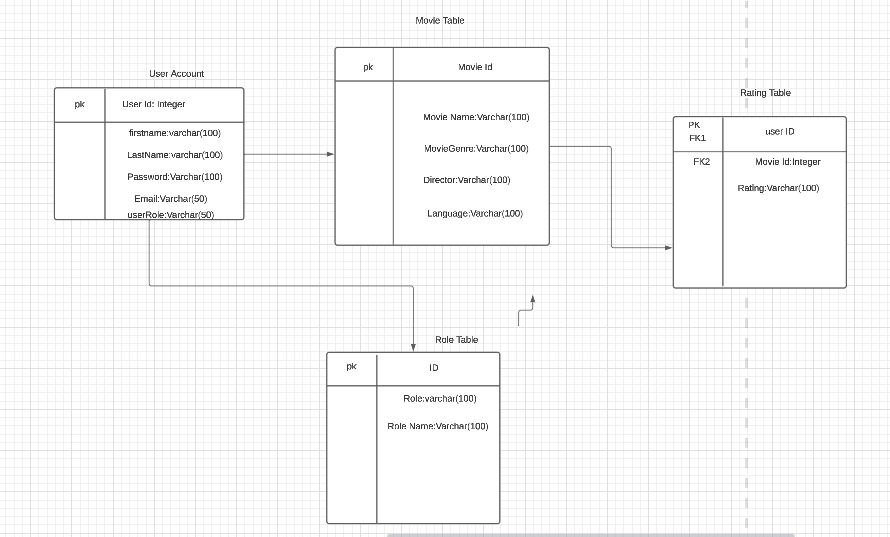 Movie Table
pk
Movie Id
Movie Name:Varchar(100)
MovieGenre:Varchar(100)
Director:Varchar(100)
Language:Varchar(100)
User Account
pk
User Id: Integer
firstname:varchar(100)
LastName:varchar(100)
Password:Varchar(100)
Email:Varchar(50)
userRole:Varchar(50)
Rating Table
PK
FK1
user ID
FK2
Movie Id:Integer
Rating:Varchar(100)
Role Table
pk
ID
Role:varchar(100)
Role Name:Varchar(100)